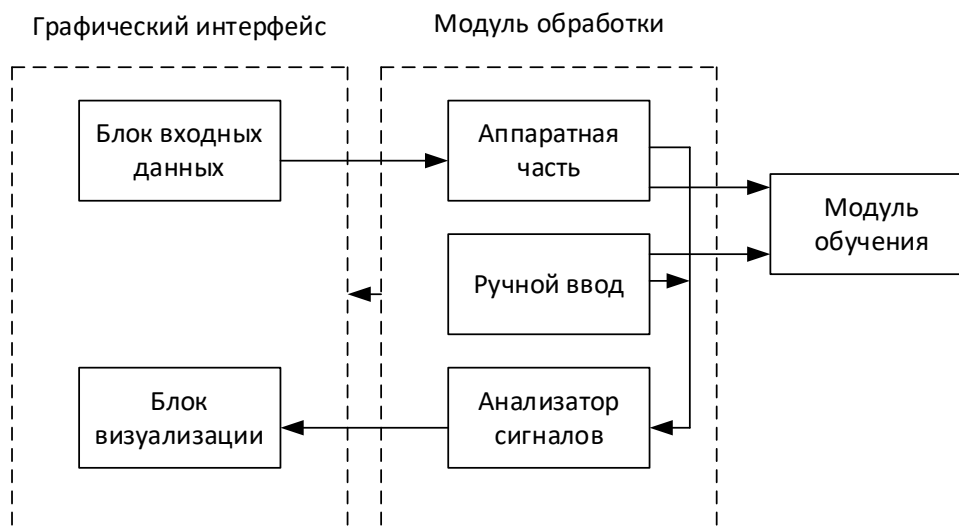 Графический интерфейс
Модуль обработки
Блок входных
данных
Аппаратная
часть
Модуль
обучения
Ручной ввод
Блок
визуализации
Анализатор
сигналов